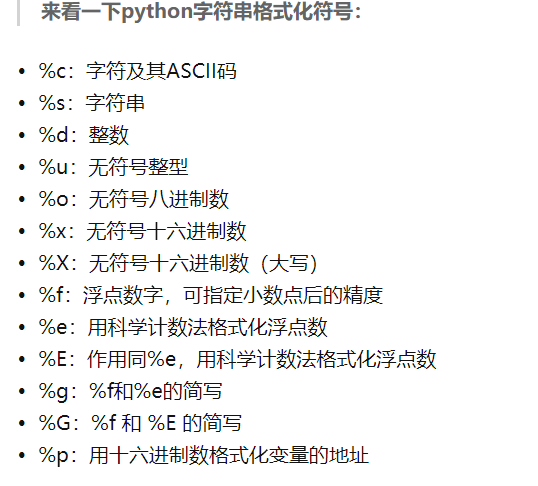 来看一下python字符串格式化符号：
• %c：字符及其ASCII码
• %s：字符串
• %d：整数
• %u：无符号整型
• %o：无符号八进制数
• %x：无符号十六进制数
• %X：无符号十六进制数（大写）
• %f：浮点数字，可指定小数点后的精度
• %e：用科学计数法格式化浮点数
• %E：作用同%e，用科学计数法格式化浮点数
• %g：%f和%e的简写
• %G：%f 和 %E 的简写
• %p：用十六进制数格式化变量的地址